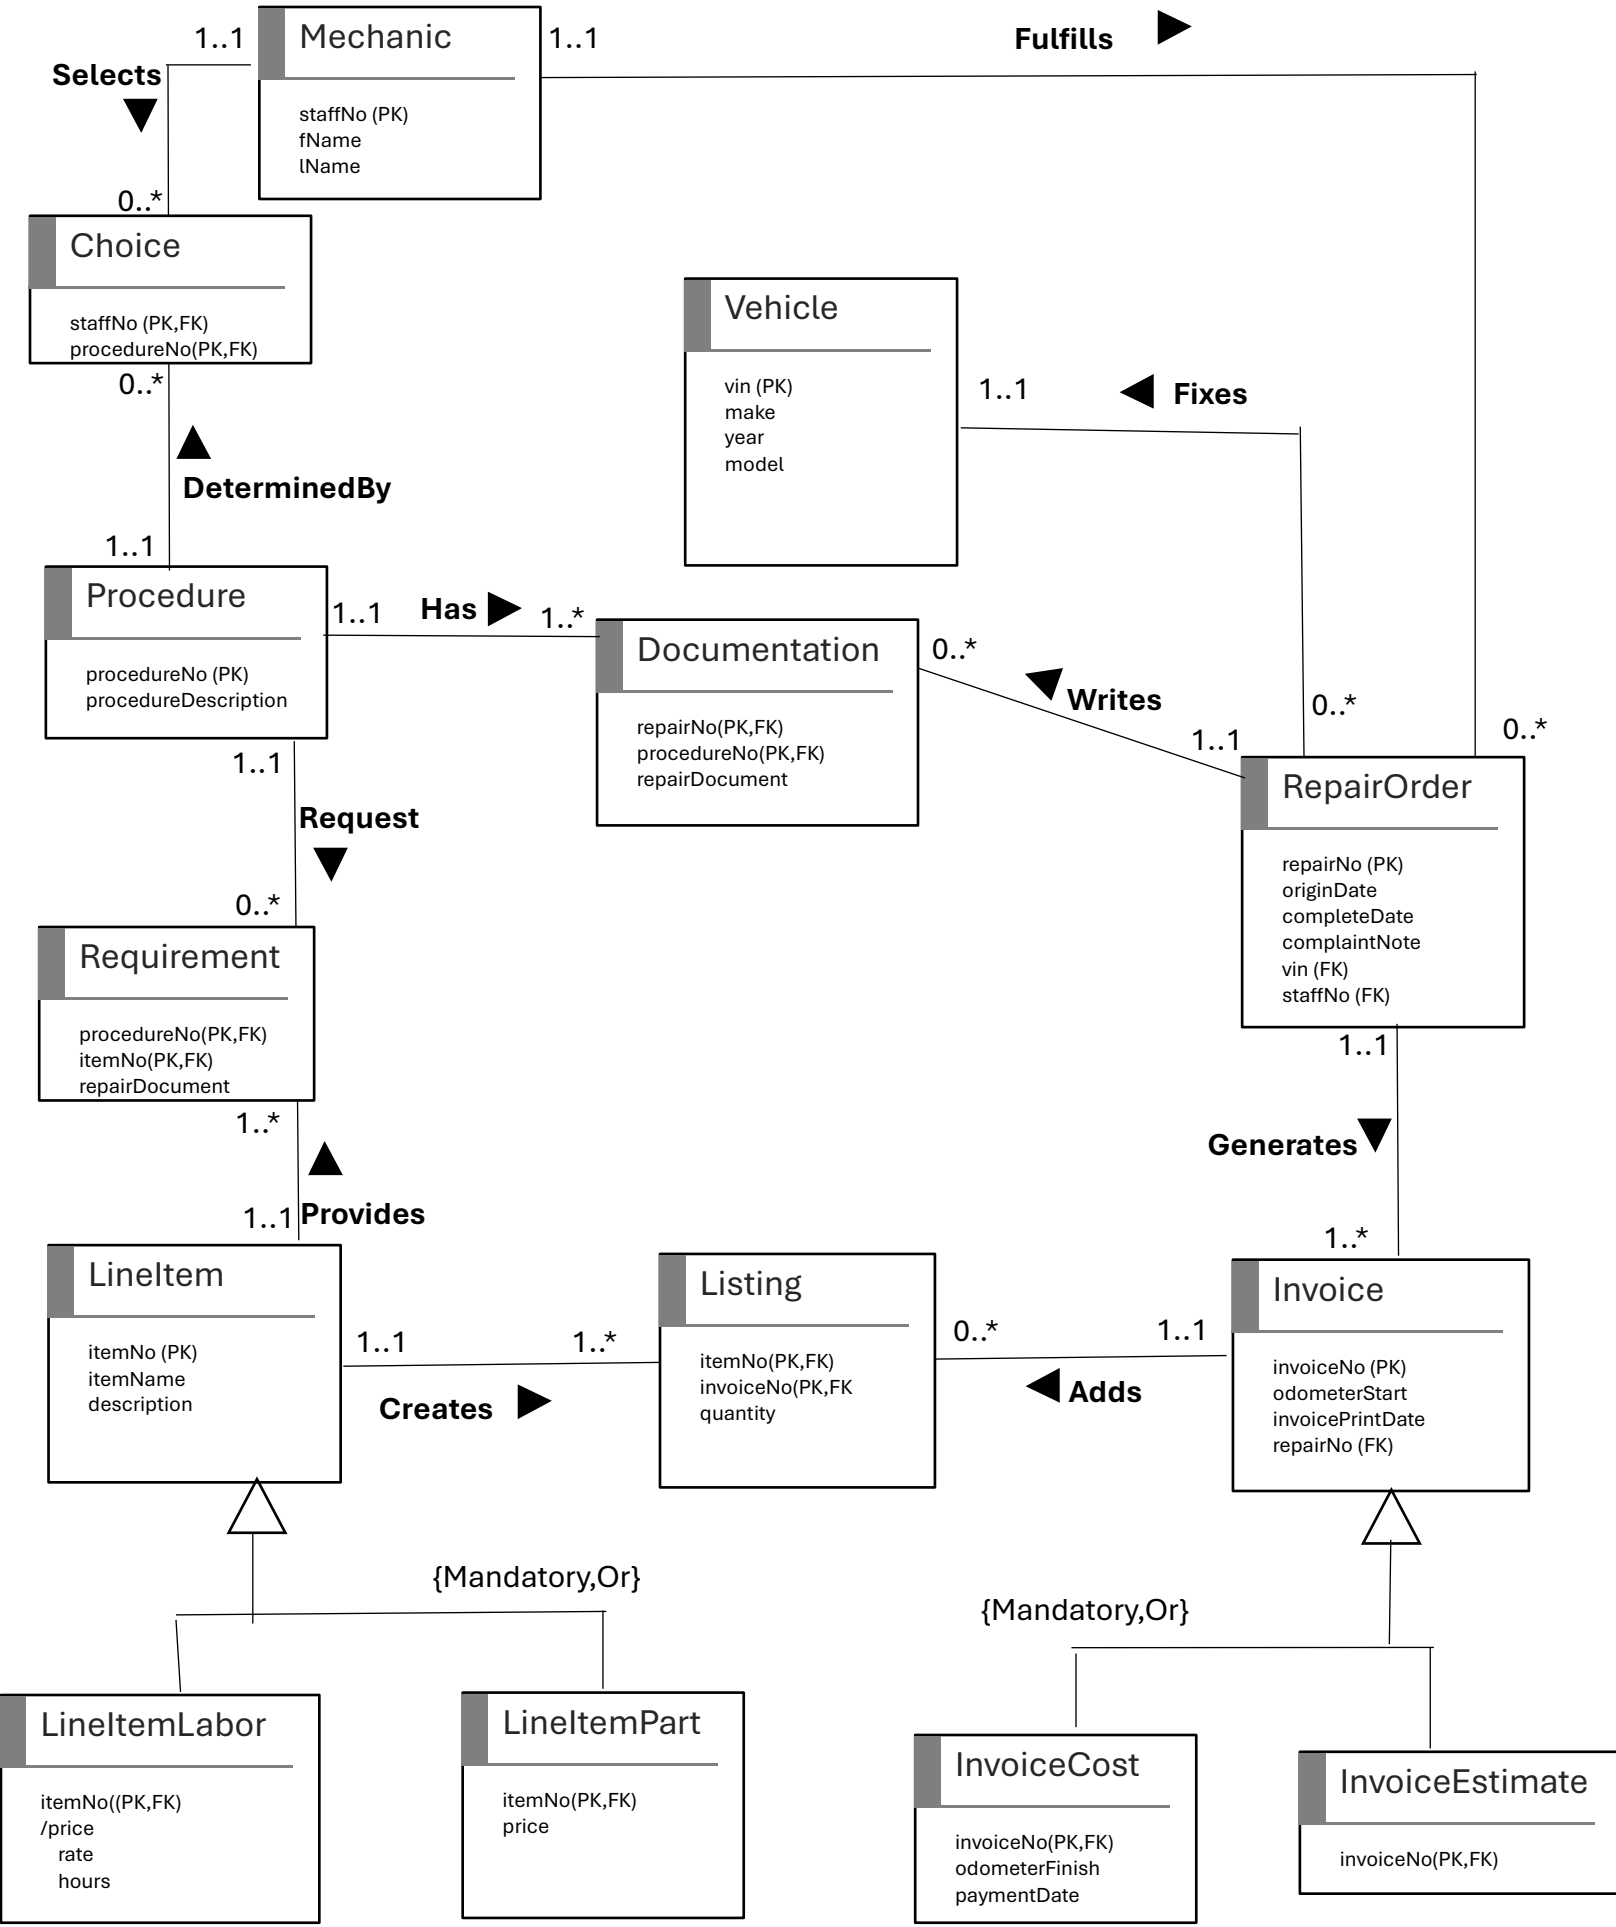 1..1
Mechanic
1..1
Fulfills
Selects
staffNo (PK)
fName
lName
0..*
Choice
staffNo (PK,FK)
procedureNo(PK,FK)
0..*
DeterminedBy
1..1
Vehicle
vin (PK)
make
year
model
1..1
Fixes
Procedure
procedureNo (PK)
procedureDescription
1..1
Has
1..*
Documentation
repairNo(PK,FK)
procedureNo(PK,FK)
repairDocument
0..*
Writes
1..1
0..*
0..*
RepairOrder
repairNo (PK)
originDate
completeDate
complaintNote
vin (FK)
staffNo (FK)
1..1
Request
0..*
Requirement
procedureNo(PK,FK)
itemNo(PK,FK)
repairDocument
1..*
Provides
1..1
1..1
Generates
1..*
LineItem
itemNo (PK)
itemName
description
1..1
1..*
Creates
Listing
itemNo(PK,FK)
invoiceNo(PK,FK
quantity
0..*
1..1
Adds
Invoice
invoiceNo (PK)
odometerStart
invoicePrintDate
repairNo (FK)
{Mandatory,Or}
{Mandatory,Or}
LineItemLabor
itemNo((PK,FK)
/price
rate
hours
LineItemPart
itemNo(PK,FK)
price
InvoiceCost
invoiceNo(PK,FK)
odometerFinish
paymentDate
InvoiceEstimate
invoiceNo(PK,FK)